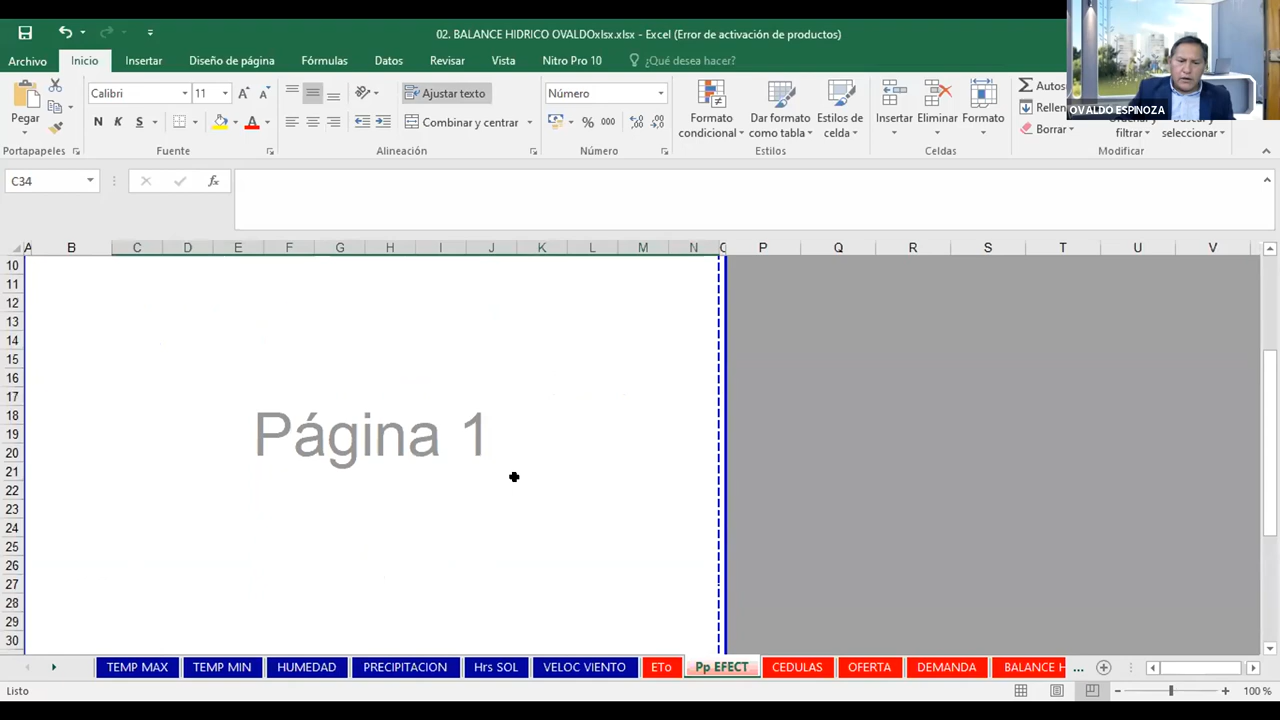 02. BALANCE HIDRICO OVALDOxlsx.xlsx - Excel (Error de activación de productos)
Archivo Inicio Insertar Diseño de página Fórmulas Datos Revisar Vista Nitro Pro 10 ¿Qué desea hacer?
OVALDO ESPINOZA
Calibri 11 Ajustar texto Número
Pegar N K S Combinar y centrar % 000
Formato condicional Dar formato como tabla Estilos de celda Insertar Eliminar Formato
Borrar filtrar seleccionar
Portapapeles Fuente Alineación Número Estilos Celdas Modificar
C34 fx
A B C D E F G H I J K L M N P Q R S T U V
10
11
12
13
14
15
16
17
18
19
20
21
22
23
24
25
26
27
28
29
30
Página 1
TEMP MAX TEMP MIN HUMEDAD PRECIPITACION Hrs SOL VELOC VIENTO ETo Pp EFECT CEDULAS OFERTA DEMANDA BALANCE H ...
Listo 100 %